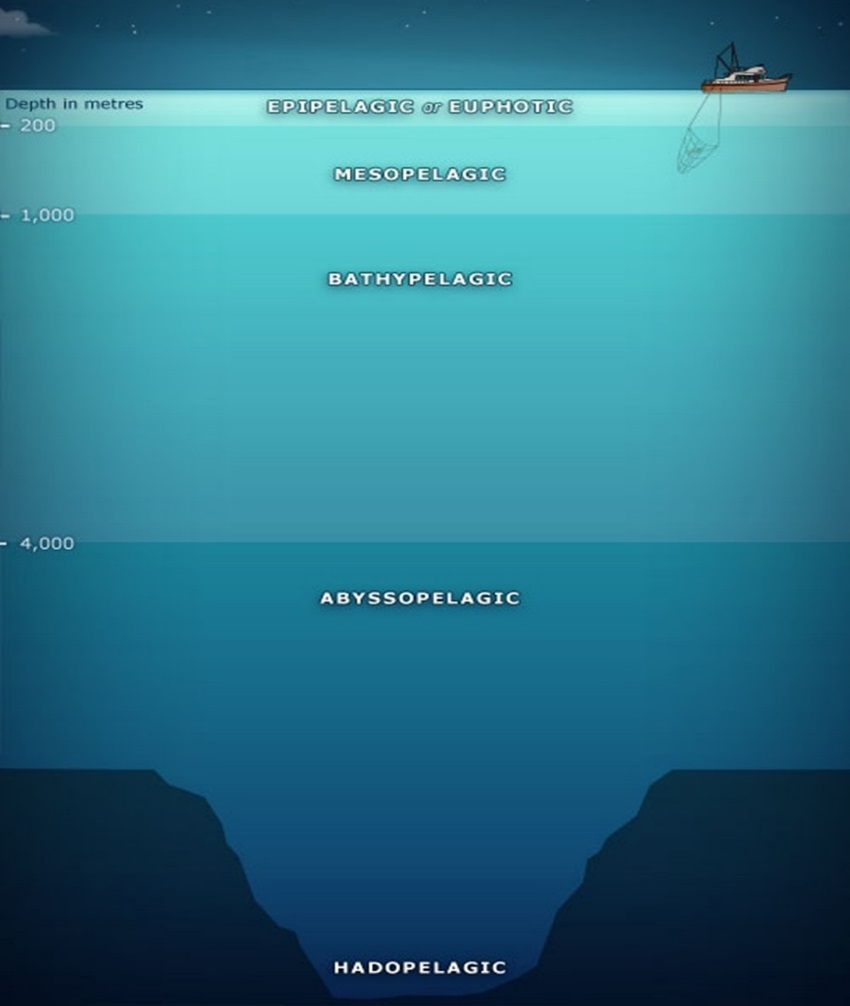 Depth in metres
EPIPELAGIC or EUPHOTIC
- 200
MESOPELAGIC
- 1,000
BATHYPELAGIC
- 4,000
ABYSSOPELAGIC
HADOPELAGIC